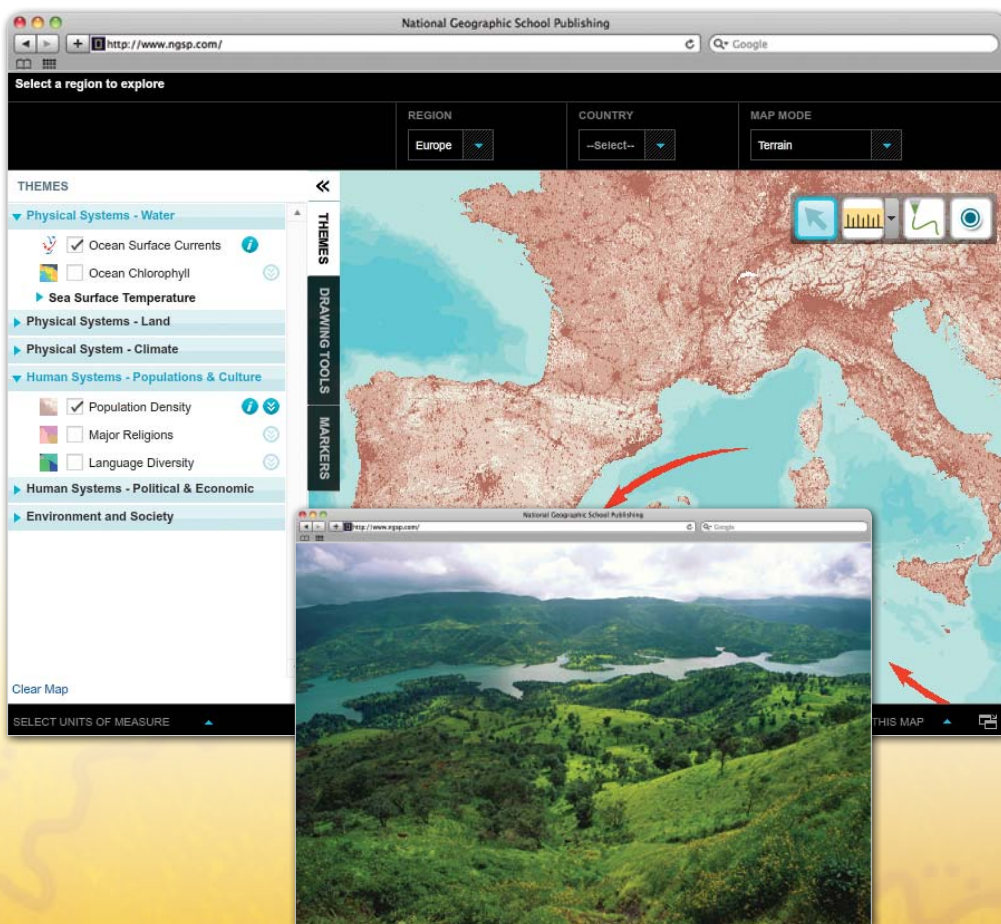 National Geographic School Publishing
http://www.ngsp.com/
Google
Select a region to explore
REGION
COUNTRY
MAP MODE
Europe
--Select--
Terrain
THEMES
Physical Systems - Water
Ocean Surface Currents
Ocean Chlorophyll
Sea Surface Temperature
Physical Systems - Land
Physical System - Climate
Human Systems - Populations & Culture
Population Density
Major Religions
Language Diversity
Human Systems - Political & Economic
Environment and Society
Clear Map
SELECT UNITS OF MEASURE
THEMES
DRAWING TOOLS
MARKERS
THIS MAP
National Geographic School Publishing
http://www.ngsp.com/
Google